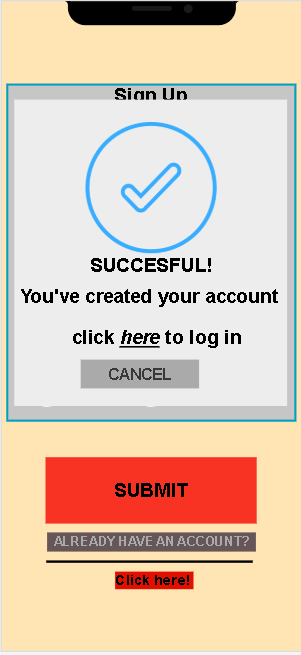 Sign Up
SUCCESFUL!
You've created your account
click here to log in
CANCEL
SUBMIT
ALREADY HAVE AN ACCOUNT?
Click here!